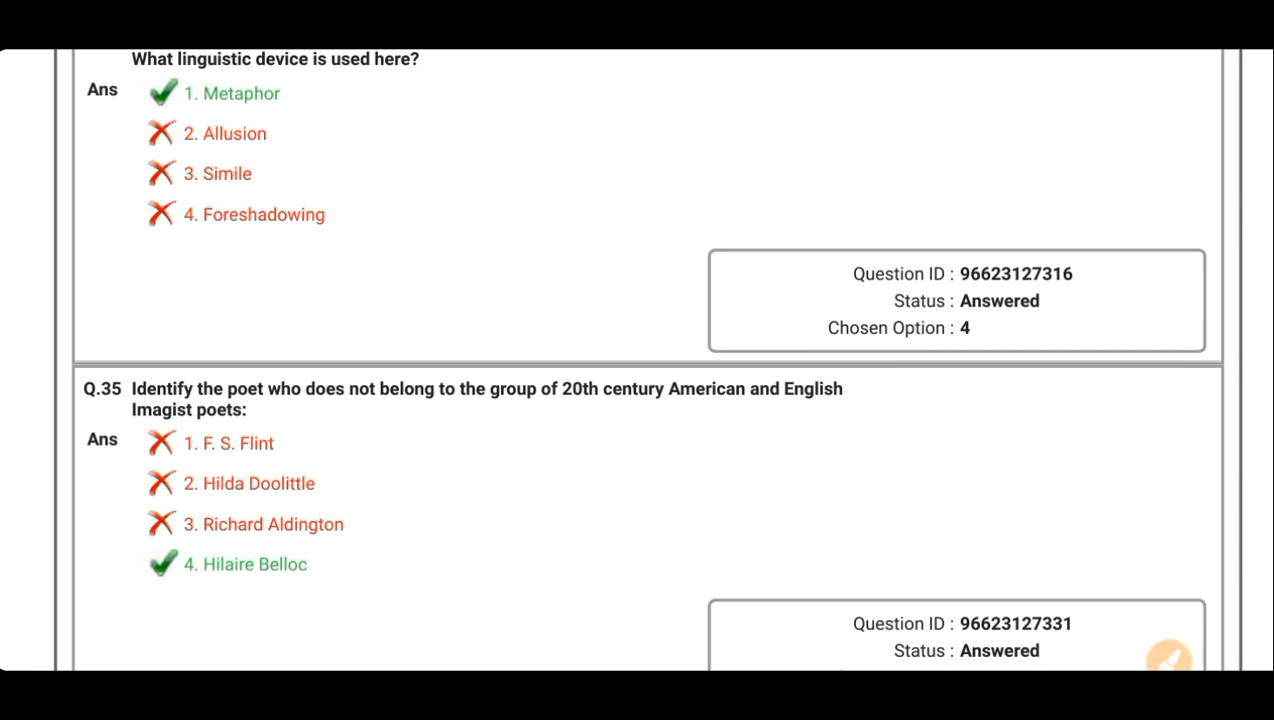 What linguistic device is used here?
Ans 1. Metaphor
2. Allusion
3. Simile
4. Foreshadowing
Question ID : 96623127316
Status : Answered
Chosen Option : 4
Q.35 Identify the poet who does not belong to the group of 20th century American and English
Imagist poets:
Ans 1. F. S. Flint
2. Hilda Doolittle
3. Richard Aldington
4. Hilaire Belloc
Question ID : 96623127331
Status : Answered